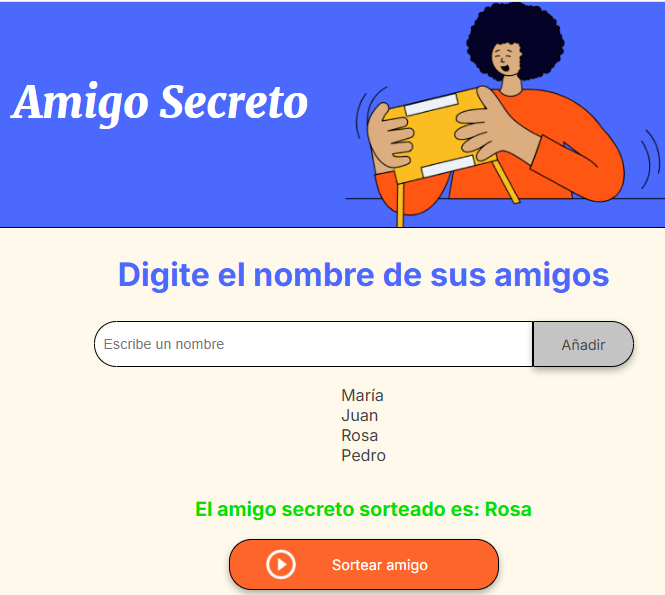 Amigo Secreto
Digite el nombre de sus amigos
Escribe un nombre
Añadir
María
Juan
Rosa
Pedro
El amigo secreto sorteado es: Rosa
Sortear amigo